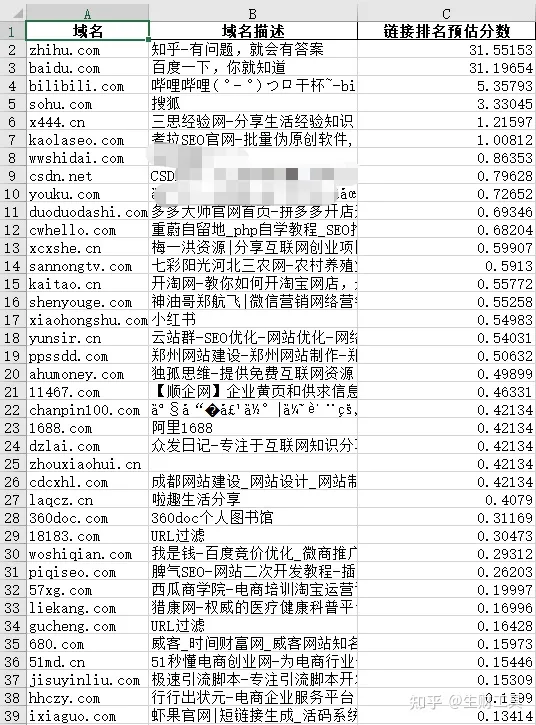 A B C
1 域名 域名描述 链接排名预估分数
2 zhihu.com 知乎-有问题，就会有答案 31.55153
3 baidu.com 百度一下，你就知道 31.19654
4 bilibili.com 哔哩哔哩(°-°)つロ干杯~-bi 5.35793
5 sohu.com 搜狐 3.33045
6 x444.cn 三思经验网-分享生活经验知识 1.21597
7 kaolaseo.com 考拉SEO官网-批量伪原创软件, 1.00812
8 wwshidai.com 0.86353
9 csdn.net CSD 0.79628
10 youku.com 0.72652
11 duoduodashi.com 多多大师官网首页-拼多多开店 0.69346
12 cwhello.com 重蔚自留地_php自学教程_SEO 0.68204
13 xcxshe.cn 梅一洪资源|分享互联网创业项 0.59907
14 sannongtv.com 七彩阳光河北三农网-农村养殖 0.5913
15 kaitao.cn 开淘网-教你如何开淘宝网店, 0.55772
16 shenyouge.com 神油哥郑航飞|微信营销网络营 0.55258
17 xiaohongshu.com 小红书 0.54983
18 yunsir.cn 云站群-SEO优化-网站优化-网络 0.54031
19 ppssdd.com 郑州网站建设-郑州网站制作-郑 0.50632
20 ahumoney.com 独孤思维-提供免费互联网资源 0.49899
21 11467.com 【顺企网】企业黄页和供求信息 0.46331
22 chanpin100.com 0.42134
23 1688.com 阿里1688 0.42134
24 dzlai.com 众发日记-专注于互联网知识分 0.42134
25 zhouxiaohui.cn 0.42134
26 cdcxhl.com 成都网站建设_网站设计_网站制 0.42134
27 laqcz.cn 啦趣生活分享 0.4079
28 360doc.com 360doc个人图书馆 0.31169
29 18183.com URL过滤 0.30473
30 woshiqian.com 我是钱-百度竞价优化_微商推广 0.29312
31 piqiseo.com 脾气SEO-网站二次开发教程-插 0.26203
32 57xg.com 西瓜商学院-电商培训淘宝运营 0.19997
33 liekang.com 猎康网-权威的医疗健康科普平 0.16996
34 gucheng.com URL过滤 0.16428
35 680.com 威客_时间财富网_威客网站知名 0.15973
36 51md.cn 51秒懂电商创业网-为电商行业 0.15446
37 jisuyinliu.com 极速引流脚本-专注引流脚本开 0.15309
38 hhczy.com 行行出状元-电商企业服务平台 0.1399
39 ixiaguo.com 虾果官网|短链接生成_活码系统 0.13414
知乎